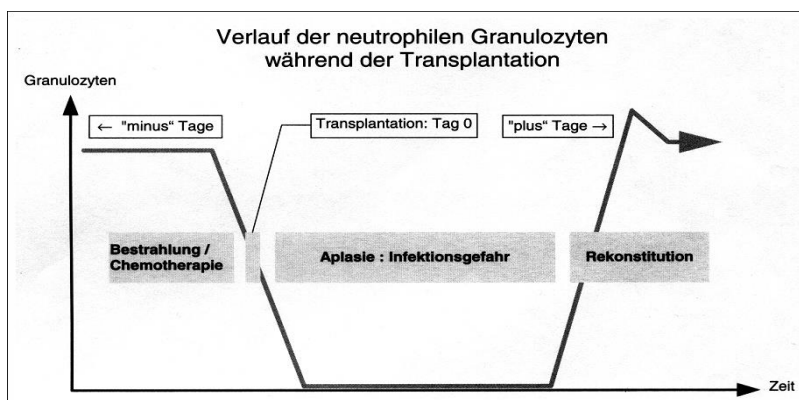 Verlauf der neutrophilen Granulozyten
während der Transplantation
Granulozyten
← "minus“ Tage
Transplantation: Tag 0
"plus“ Tage →
Bestrahlung /
Chemotherapie
Aplasie : Infektionsgefahr
Rekonstitution
Zeit